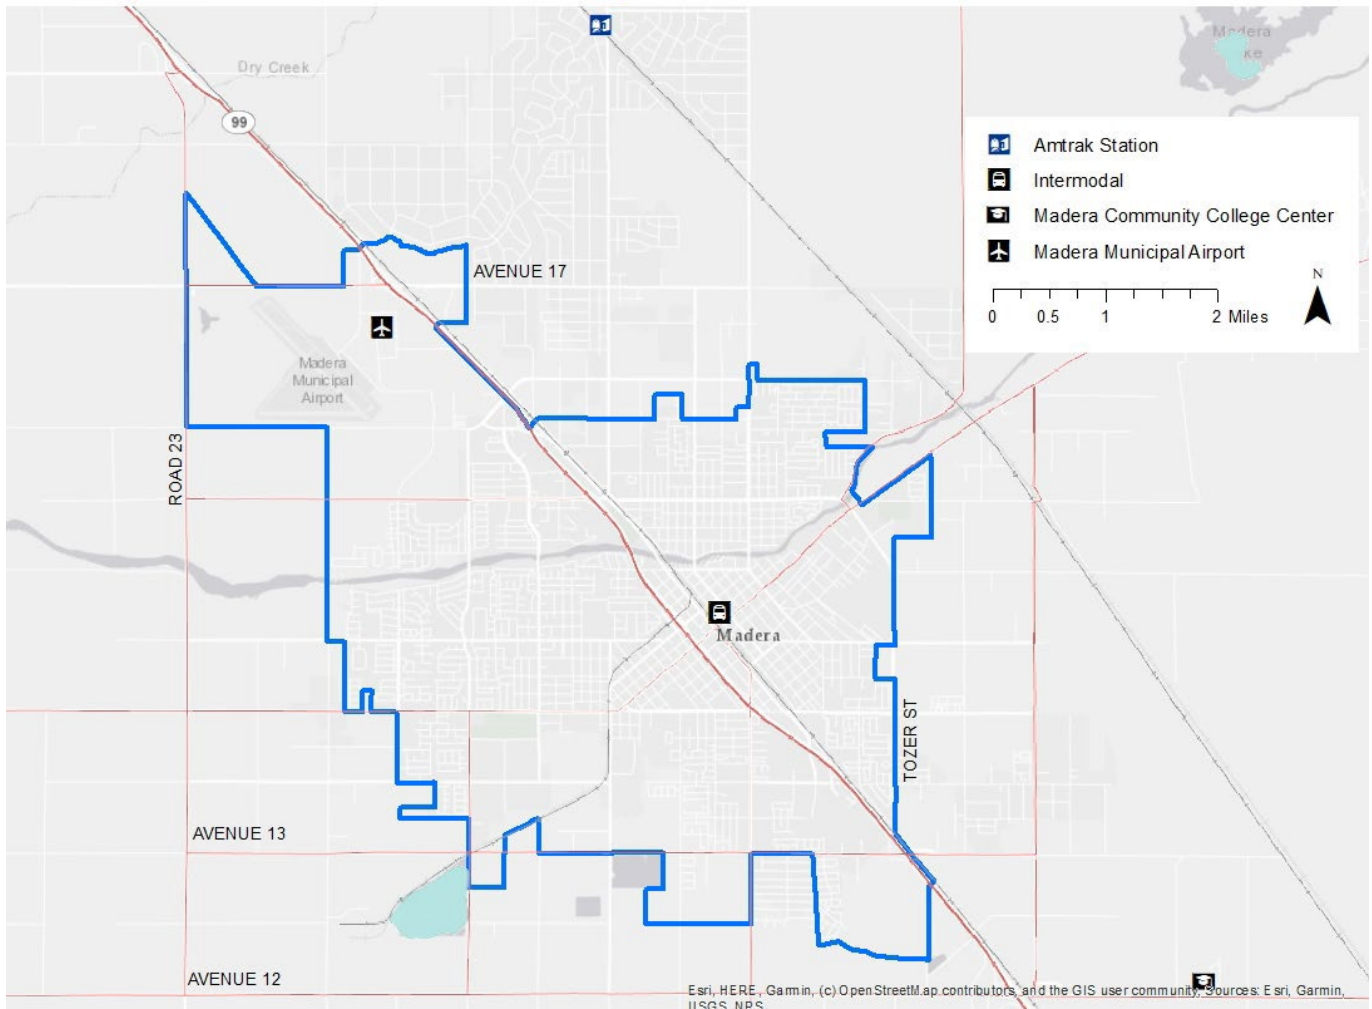 Madera
ke
Dry Creek
99
Amtrak Station
Intermodal
Madera Community College Center
Madera Municipal Airport
N
0 0.5 1 2 Miles
AVENUE 17
Madera
Municipal
Airport
ROAD 23
Madera
TOZER ST
AVENUE 13
AVENUE 12
Esri, HERE, Garmin, (c) OpenStreetMap contributors, and the GIS user community, Sources: Esri, Garmin,
USGS, NPS